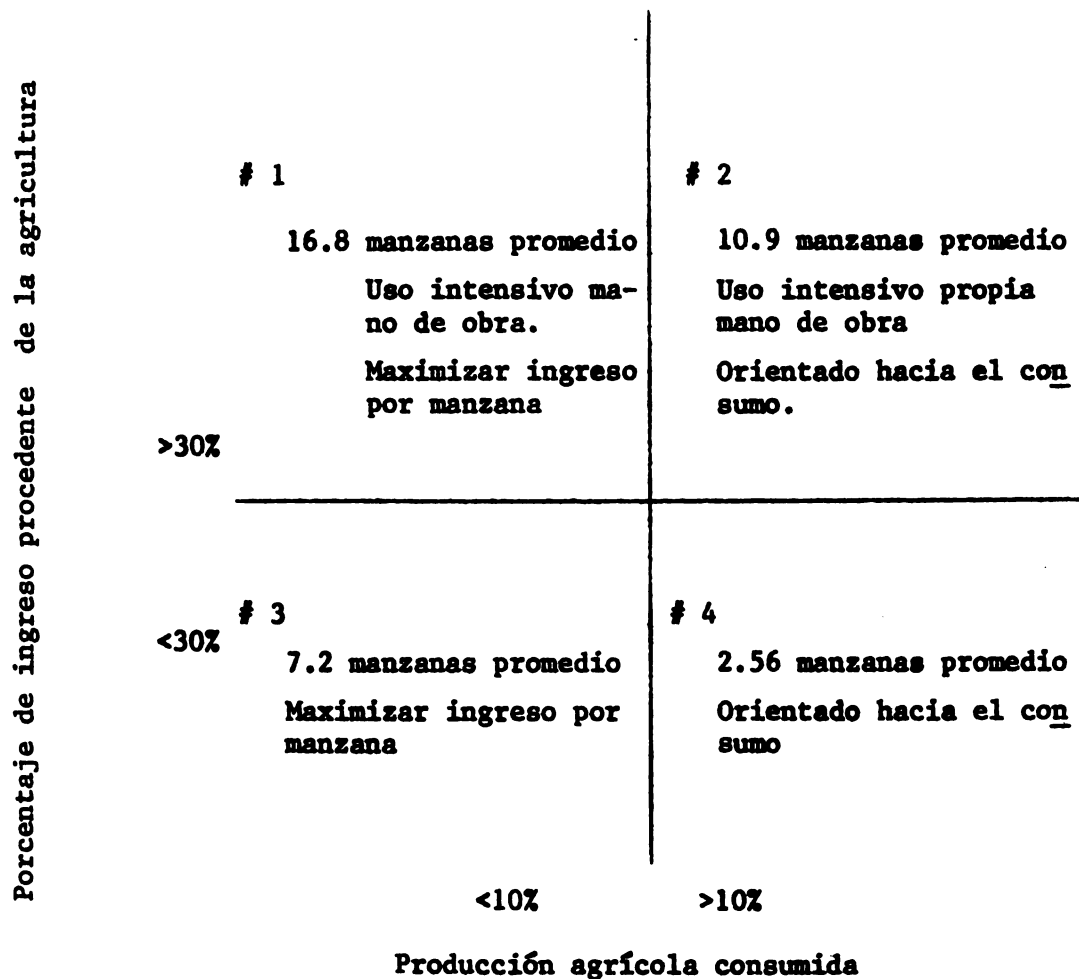 Porcentaje de ingreso procedente de la agricultura
# 1
16.8 manzanas promedio
Uso intensivo ma-
no de obra.
Maximizar ingreso
por manzana
>30%
# 2
10.9 manzanas promedio
Uso intensivo propia
mano de obra
Orientado hacia el con
sumo.
<30%
# 3
7.2 manzanas promedio
Maximizar ingreso por
manzana
# 4
2.56 manzanas promedio
Orientado hacia el con
sumo
<10%
>10%
Producción agrícola consumida